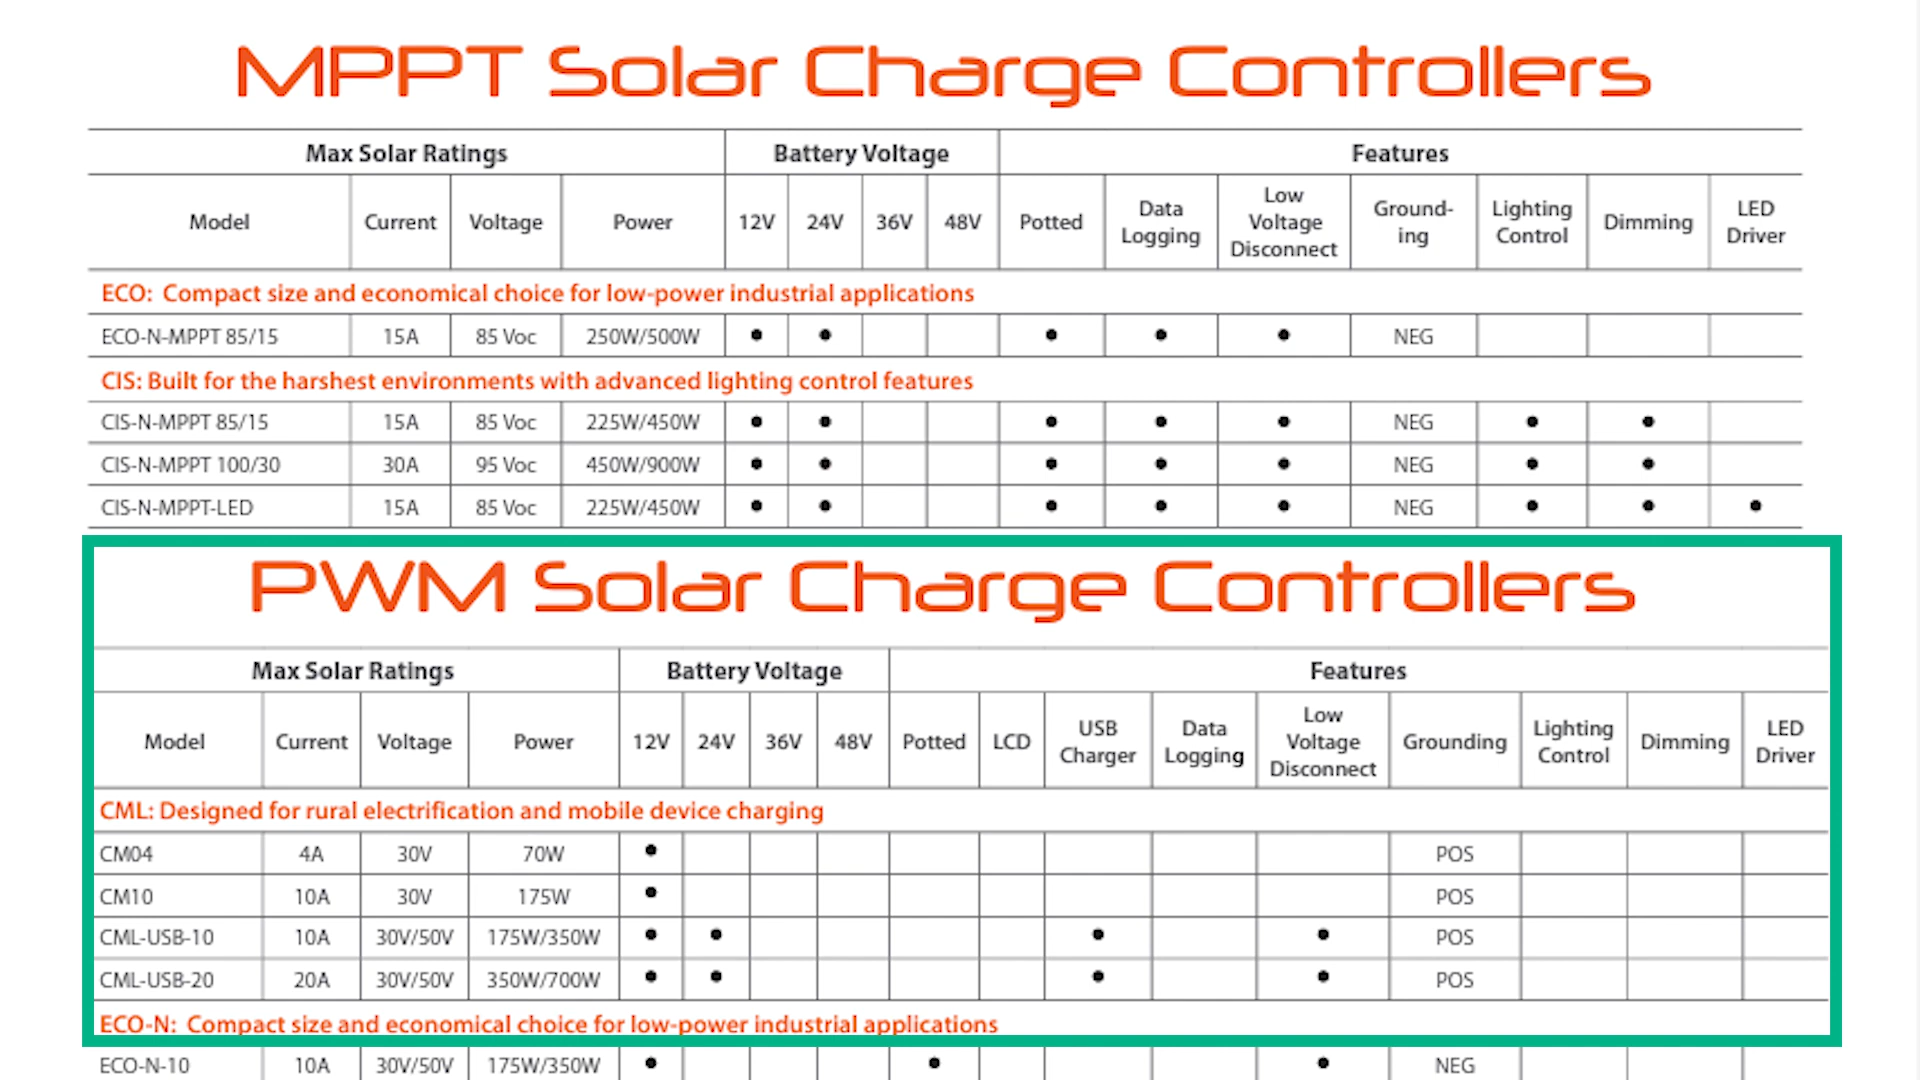 MPPT Solar Charge Controllers
Max Solar Ratings Battery Voltage Features
Model Current Voltage Power 12V 24V 36V 48V Potted Data Logging Low Voltage Disconnect Ground-ing Lighting Control Dimming LED Driver
ECO: Compact size and economical choice for low-power industrial applications
ECO-N-MPPT 85/15 15A 85 Voc 250W/500W • • • • • NEG
CIS: Built for the harshest environments with advanced lighting control features
CIS-N-MPPT 85/15 15A 85 Voc 225W/450W • • • • • NEG • •
CIS-N-MPPT 100/30 30A 95 Voc 450W/900W • • • • • NEG • •
CIS-N-MPPT-LED 15A 85 Voc 225W/450W • • • • • NEG • • •
PWM Solar Charge Controllers
Max Solar Ratings Battery Voltage Features
Model Current Voltage Power 12V 24V 36V 48V Potted LCD USB Charger Data Logging Low Voltage Disconnect Grounding Lighting Control Dimming LED Driver
CML: Designed for rural electrification and mobile device charging
CM04 4A 30V 70W • POS
CM10 10A 30V 175W • POS
CML-USB-10 10A 30V/50V 175W/350W • • • • POS
CML-USB-20 20A 30V/50V 350W/700W • • • • POS
ECO-N: Compact size and economical choice for low-power industrial applications
ECO-N-10 10A 30V/50V 175W/350W • • • NEG